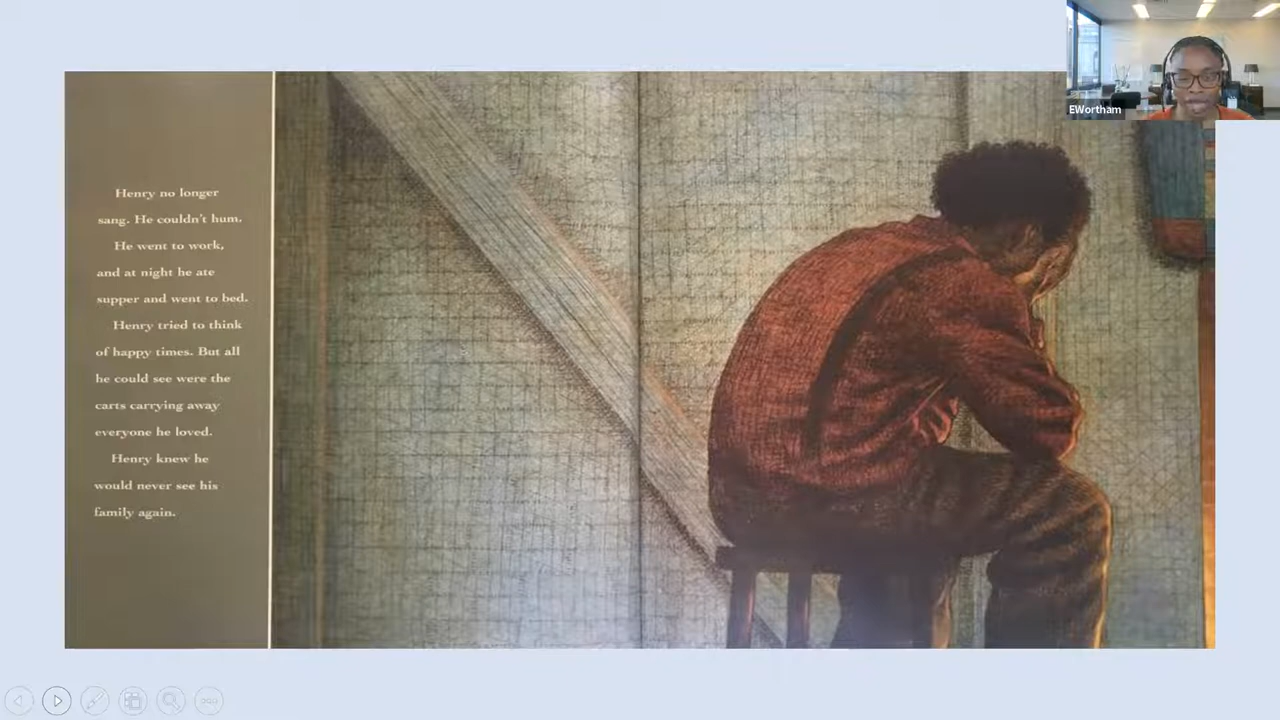 EWortham
Henry no longer
sang. He couldn't hum.
He went to work,
and at night he ate
supper and went to bed.
Henry tried to think
of happy times. But all
he could see were the
carts carrying away
everyone he loved.
Henry knew he
would never see his
family again.